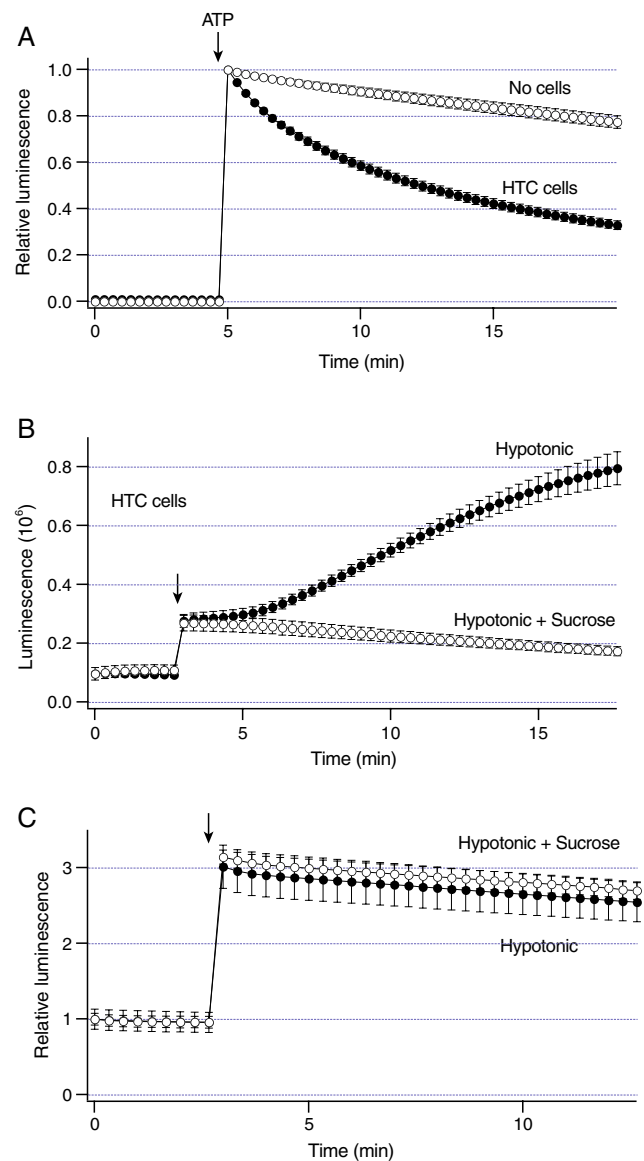 A
ATP
1.0
0.8
0.6
0.4
0.2
0.0
Relative luminescence
No cells
HTC cells
0 5 10 15
Time (min)
B
0.8
0.6
0.4
0.2
0.0
Luminescence (10⁶)
HTC cells
Hypotonic
Hypotonic + Sucrose
0 5 10 15
Time (min)
C
3
2
1
0
Relative luminescence
Hypotonic + Sucrose
Hypotonic
0 5 10
Time (min)